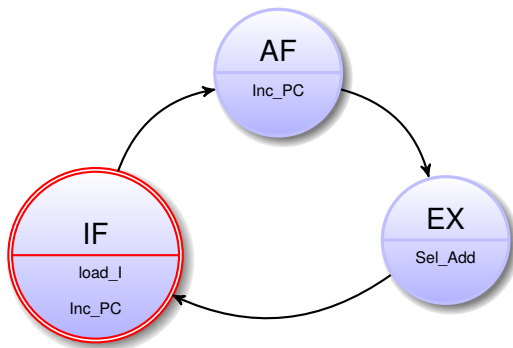 AF
Inc_PC
EX
Sel_Add
IF
load_I
Inc_PC